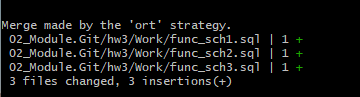 Merge made by the 'ort' strategy.
 02_Module.Git/hw3/Work/func_sch1.sql | 1 +
 02_Module.Git/hw3/Work/func_sch2.sql | 1 +
 02_Module.Git/hw3/Work/func_sch3.sql | 1 +
 3 files changed, 3 insertions(+)